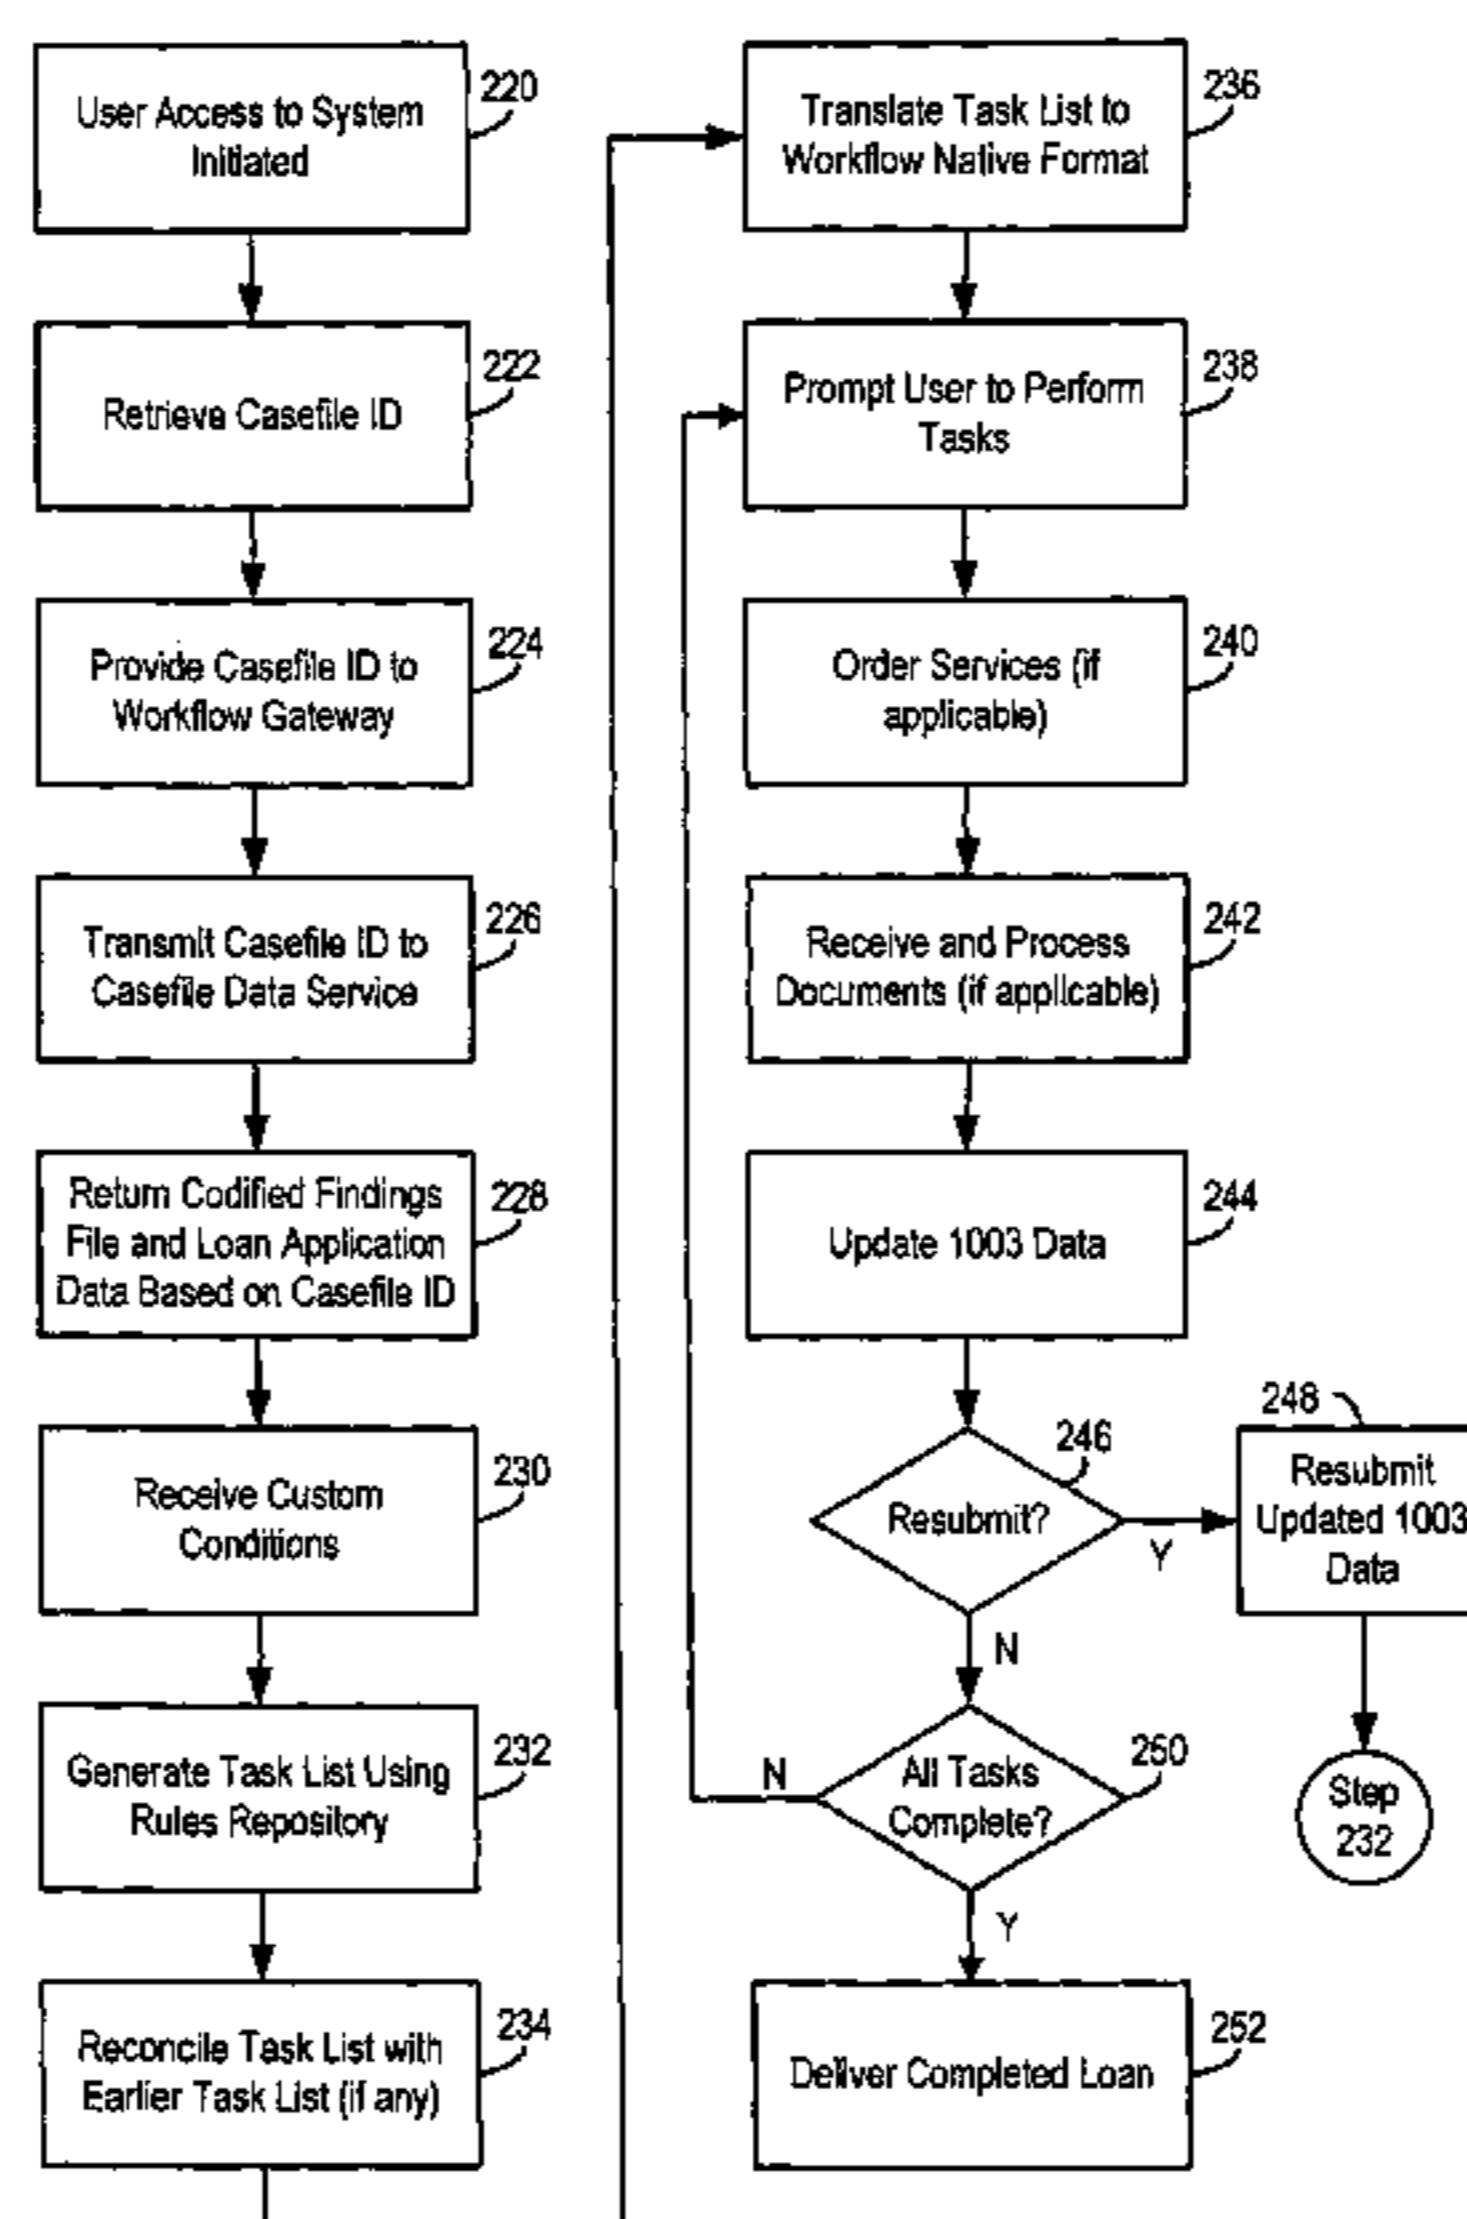 User Access to System
Initiated
220
Retrieve Casefile ID
222
Provide Casefile ID to
Workflow Gateway
224
Transmit Casefile ID to
Casefile Data Service
226
Return Codified Findings
File and Loan Application
Data Based on Casefile ID
228
Receive Custom
Conditions
230
Generate Task List Using
Rules Repository
232
Reconcile Task List with
Earlier Task List (if any)
234
Translate Task List to
Workflow Native Format
236
Prompt User to Perform
Tasks
238
Order Services (if
applicable)
240
Receive and Process
Documents (if applicable)
242
Update 1003 Data
244
Resubmit?
246
Y
N
248
Resubmit
Updated 1003
Data
Step
232
All Tasks
Complete?
250
N
Y
Deliver Completed Loan
252